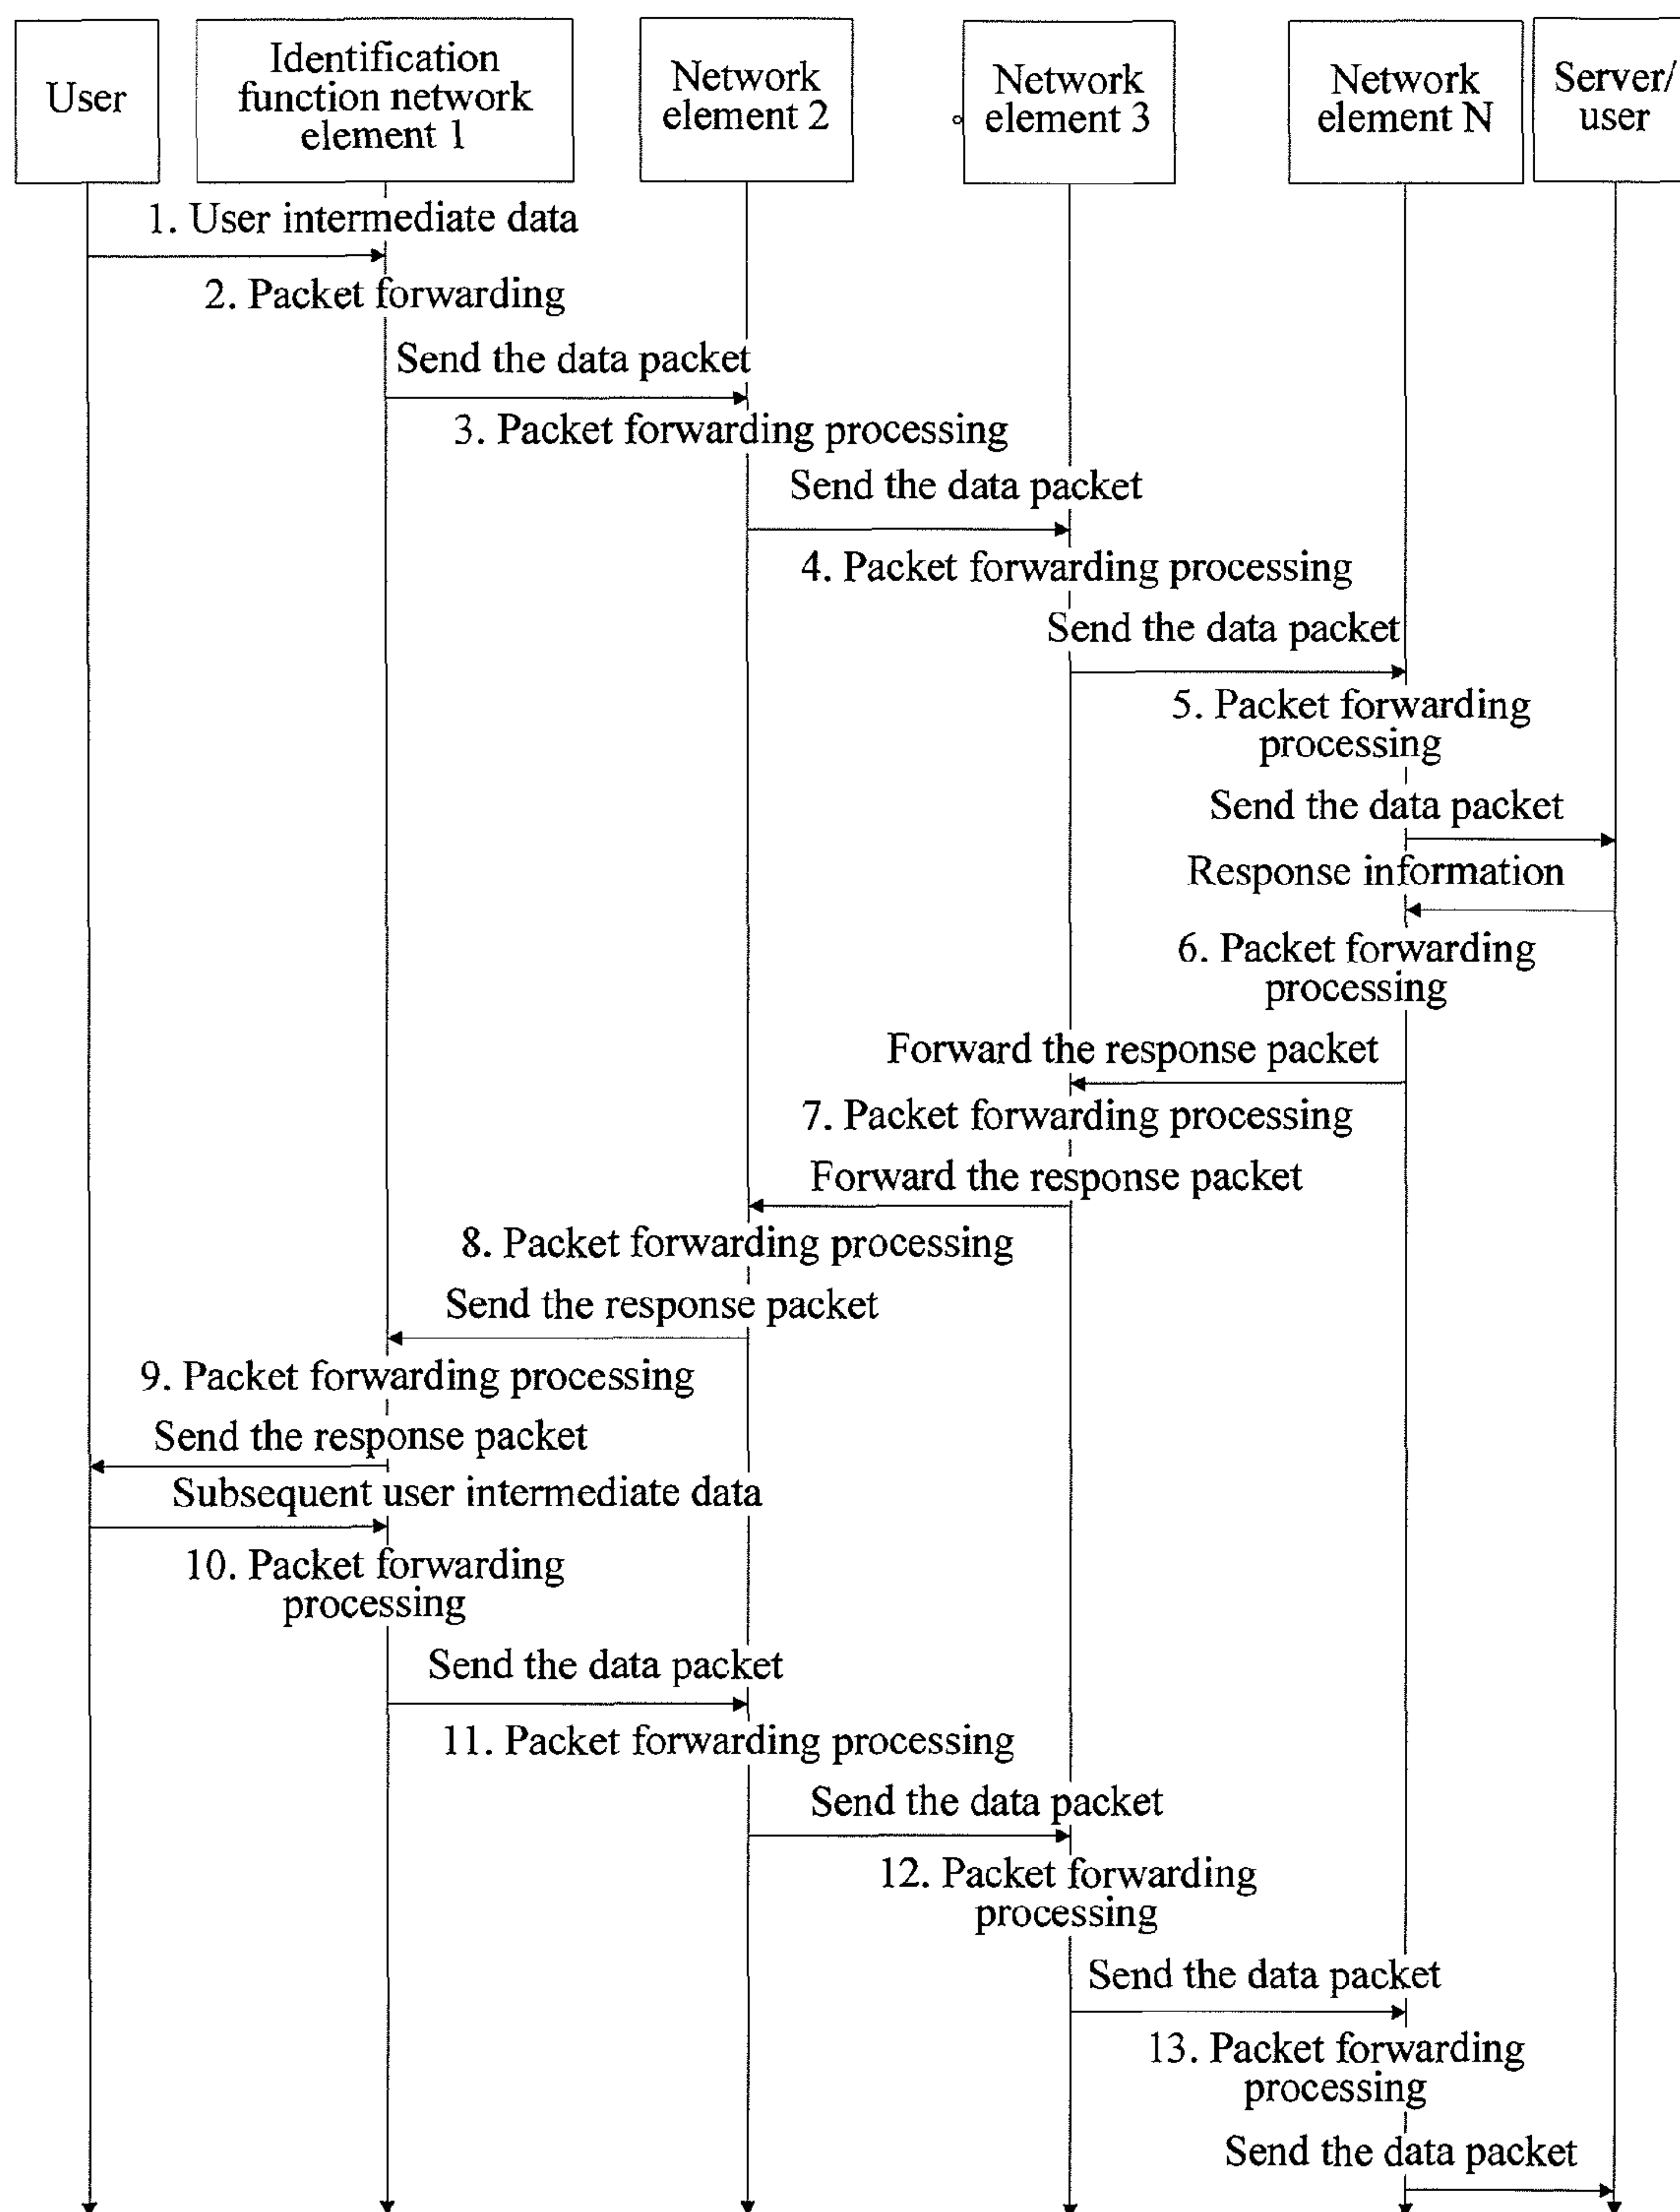 User
Identification
function network
element 1
Network
element 2
Network
element 3
Network
element N
Server/
user
1. User intermediate data
2. Packet forwarding
Send the data packet
3. Packet forwarding processing
Send the data packet
4. Packet forwarding processing
Send the data packet
5. Packet forwarding
processing
Send the data packet
Response information
6. Packet forwarding
processing
Forward the response packet
7. Packet forwarding processing
Forward the response packet
8. Packet forwarding processing
Send the response packet
9. Packet forwarding processing
Send the response packet
Subsequent user intermediate data
10. Packet forwarding
processing
Send the data packet
11. Packet forwarding processing
Send the data packet
12. Packet forwarding
processing
Send the data packet
13. Packet forwarding
processing
Send the data packet